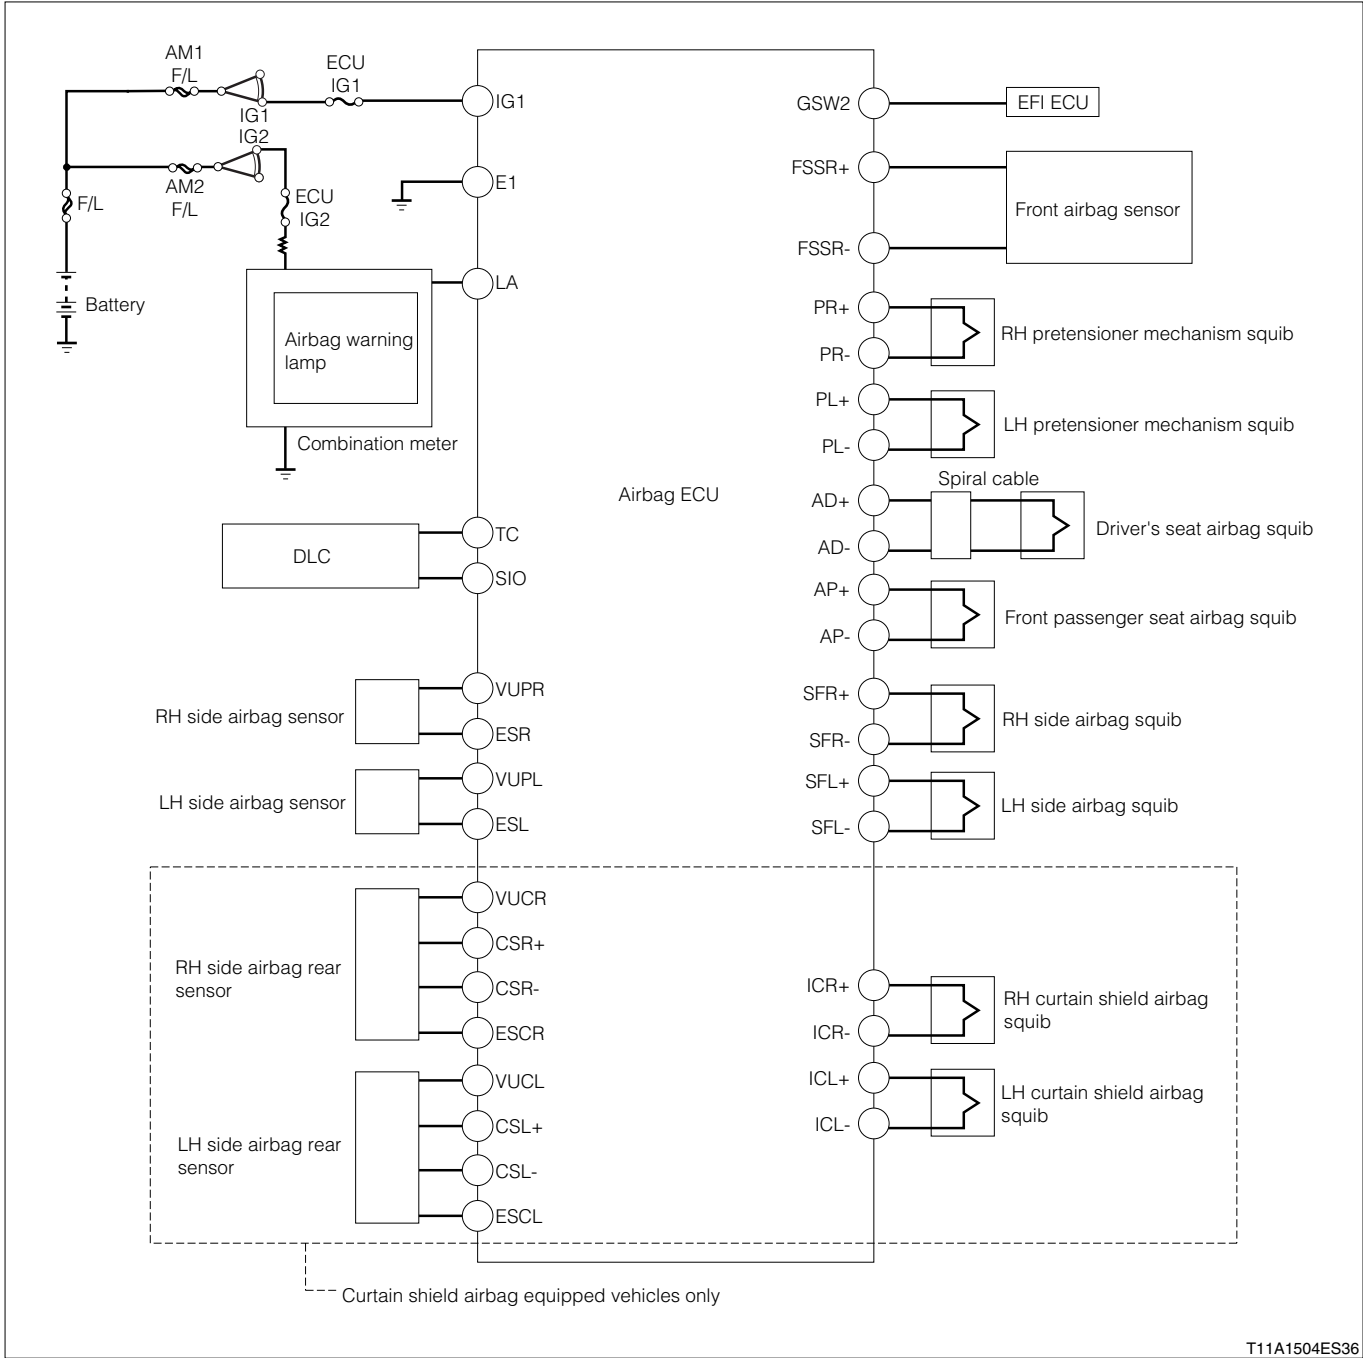 AM1
F/L
ECU
IG1
IG1
IG2
AM2
F/L
ECU
IG2
F/L
Battery
Airbag warning
lamp
Combination meter
DLC
RH side airbag sensor
LH side airbag sensor
RH side airbag rear
sensor
LH side airbag rear
sensor
IG1
E1
LA
TC
SIO
VUPR
ESR
VUPL
ESL
VUCR
CSR+
CSR-
ESCR
VUCL
CSL+
CSL-
ESCL
Airbag ECU
GSW2
FSSR+
FSSR-
PR+
PR-
PL+
PL-
AD+
AD-
AP+
AP-
SFR+
SFR-
SFL+
SFL-
ICR+
ICR-
ICL+
ICL-
EFI ECU
Front airbag sensor
RH pretensioner mechanism squib
LH pretensioner mechanism squib
Spiral cable
Driver's seat airbag squib
Front passenger seat airbag squib
RH side airbag squib
LH side airbag squib
RH curtain shield airbag
squib
LH curtain shield airbag
squib
Curtain shield airbag equipped vehicles only
T11A1504ES36